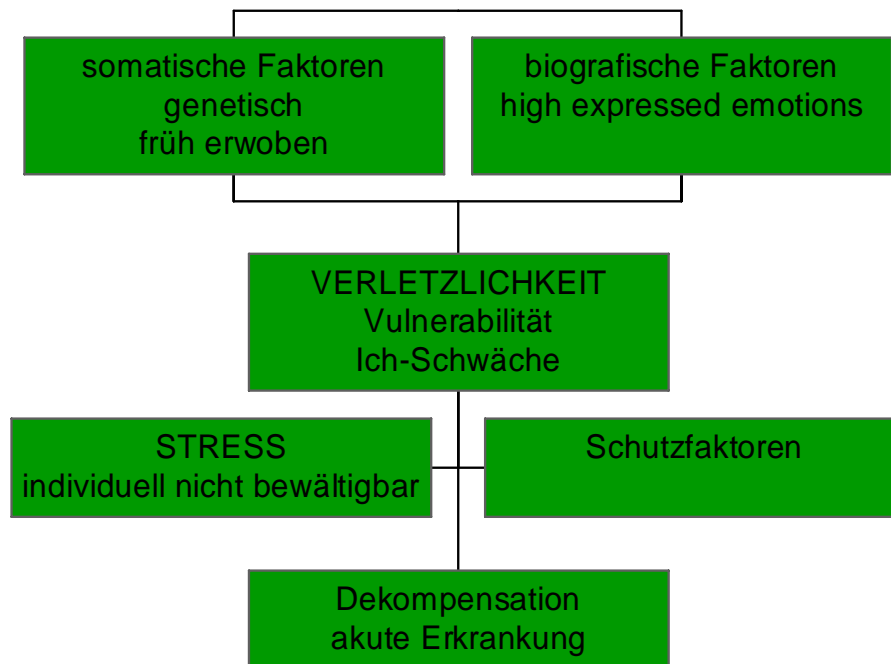 somatische Faktoren
genetisch
früh erwoben
biografische Faktoren
high expressed emotions
VERLETZLICHKEIT
Vulnerabilität
Ich-Schwäche
STRESS
individuell nicht bewältigbar
Schutzfaktoren
Dekompensation
akute Erkrankung